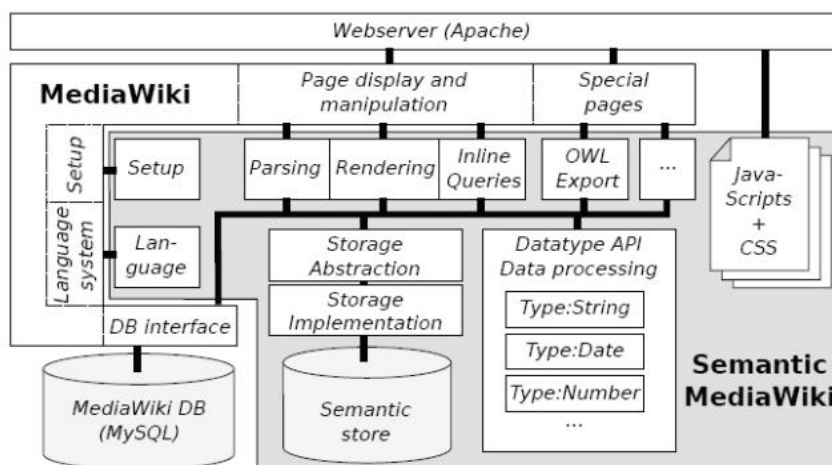 Webserver (Apache)
MediaWiki
Page display and
manipulation
Special
pages
Setup
Setup
Parsing
Rendering
Inline
Queries
OWL
Export
...
Java-
Scripts
+
CSS
Language
system
Lan-
guage
Storage
Abstraction
Datatype API
Data processing
Storage
Implementation
Type:String
DB interface
Type:Date
Type:Number
...
MediaWiki DB
(MySQL)
Semantic
store
Semantic
MediaWiki